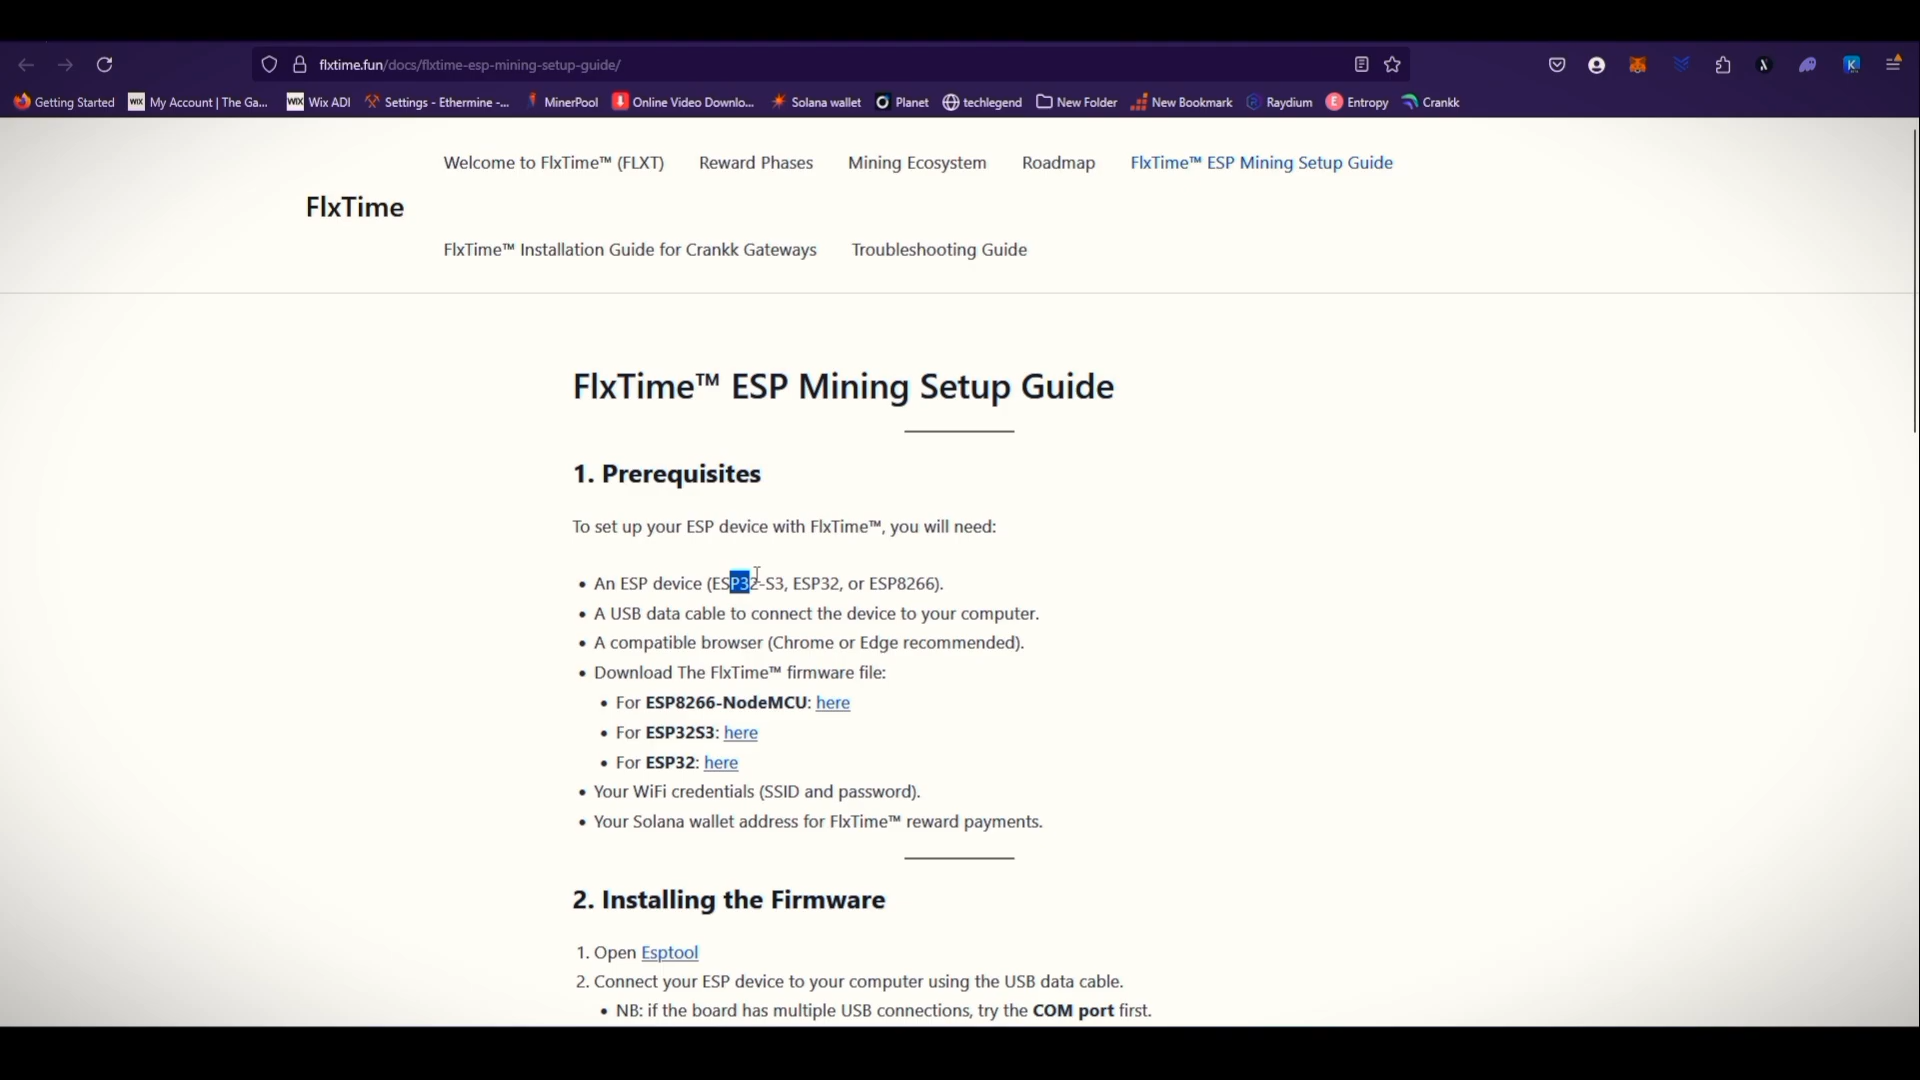 flxtime.fun/docs/flxtime-esp-mining-setup-guide/
Getting Started
WIX My Account | The Ga...
WIX Wix ADI
Settings - Ethermine -...
MinerPool
Online Video Downlo...
Solana wallet
Planet
techlegend
New Folder
New Bookmark
Raydium
E Entropy
Crankk
Welcome to FlxTime™ (FLXT)
Reward Phases
Mining Ecosystem
Roadmap
FlxTime™ ESP Mining Setup Guide
FlxTime
FlxTime™ Installation Guide for Crankk Gateways
Troubleshooting Guide
FlxTime™ ESP Mining Setup Guide
1. Prerequisites
To set up your ESP device with FlxTime™, you will need:
• An ESP device (ESP32-S3, ESP32, or ESP8266).
• A USB data cable to connect the device to your computer.
• A compatible browser (Chrome or Edge recommended).
• Download The FlxTime™ firmware file:
• For ESP8266-NodeMCU: here
• For ESP32S3: here
• For ESP32: here
• Your WiFi credentials (SSID and password).
• Your Solana wallet address for FlxTime™ reward payments.
2. Installing the Firmware
1. Open Esptool
2. Connect your ESP device to your computer using the USB data cable.
• NB: if the board has multiple USB connections, try the COM port first.